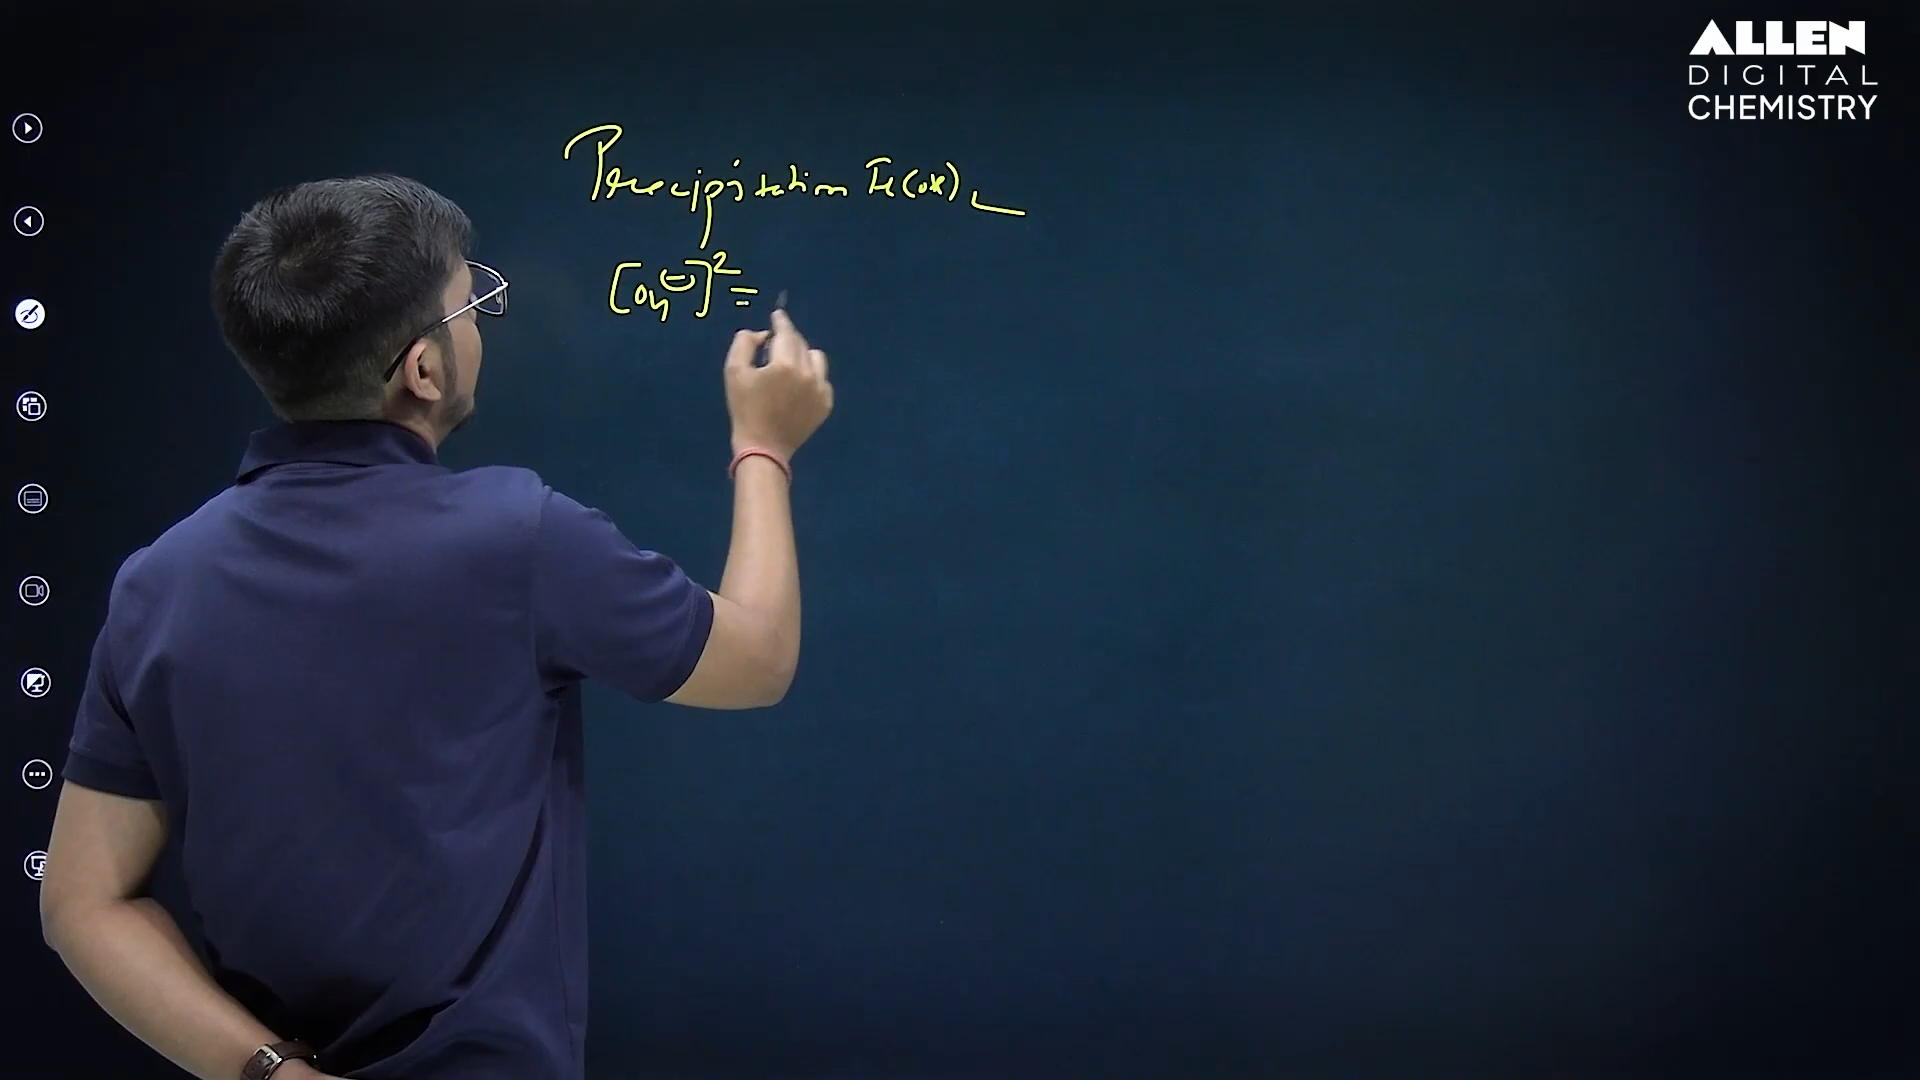 ALLEN
DIGITAL
CHEMISTRY
Precipitation Fe(OH)2
[OH⊖]² =